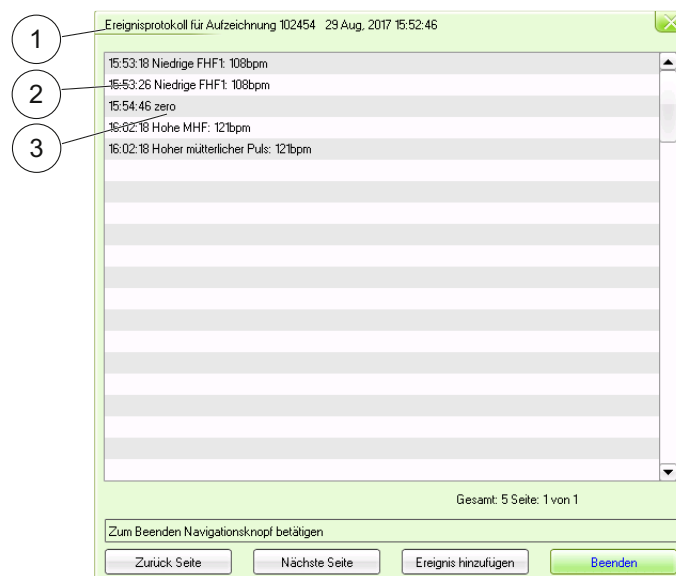 1
Ereignisprotokoll für Aufzeichnung 102454 29 Aug, 2017 15:52:46
15:53:18 Niedrige FHF1: 108bpm
2
15:53:26 Niedrige FHF1: 108bpm
15:54:46 zero
3
16:02:18 Hohe MHF: 121bpm
16:02:18 Hoher mütterlicher Puls: 121bpm
Gesamt: 5 Seite: 1 von 1
Zum Beenden Navigationsknopf betätigen
Zurück Seite Nächste Seite Ereignis hinzufügen Beenden